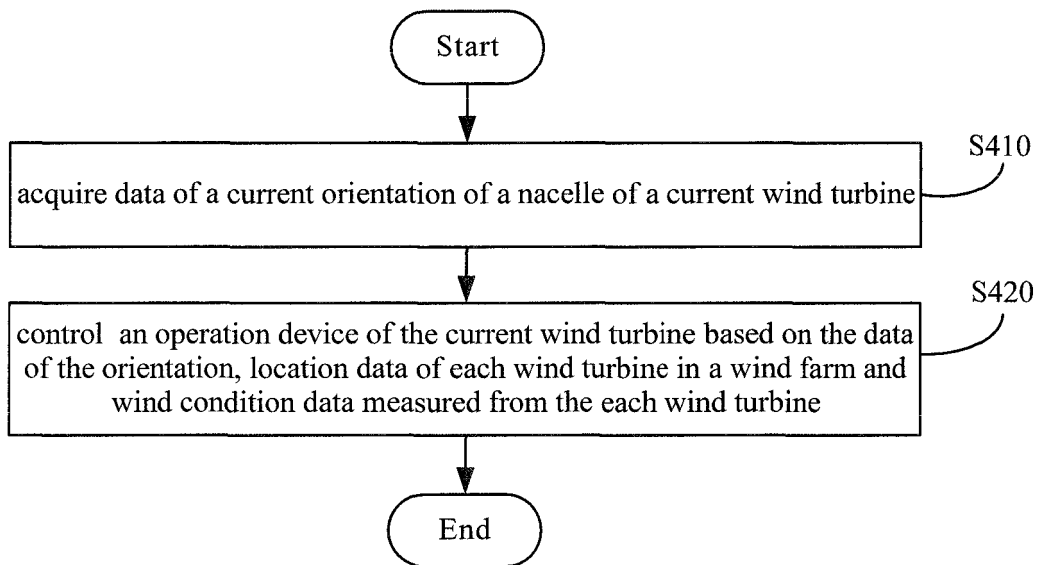 Start
S410
acquire data of a current orientation of a nacelle of a current wind turbine
S420
control an operation device of the current wind turbine based on the data
of the orientation, location data of each wind turbine in a wind farm and
wind condition data measured from the each wind turbine
End